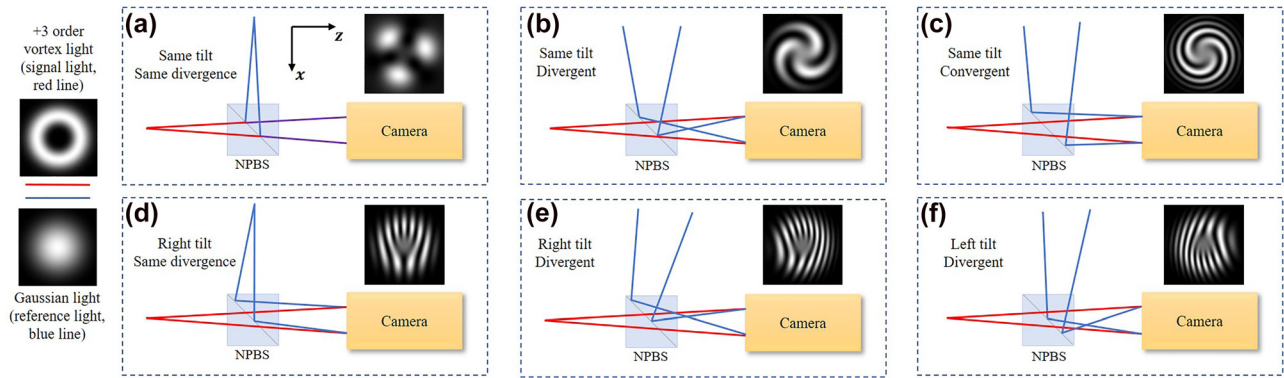 +3 order
vortex light
(signal light,
red line)
Gaussian light
(reference light,
blue line)
(a)
z
x
Same tilt
Same divergence
Camera
NPBS
(b)
Same tilt
Divergent
Camera
NPBS
(c)
Same tilt
Convergent
Camera
NPBS
(d)
Right tilt
Same divergence
Camera
NPBS
(e)
Right tilt
Divergent
Camera
NPBS
(f)
Left tilt
Divergent
Camera
NPBS